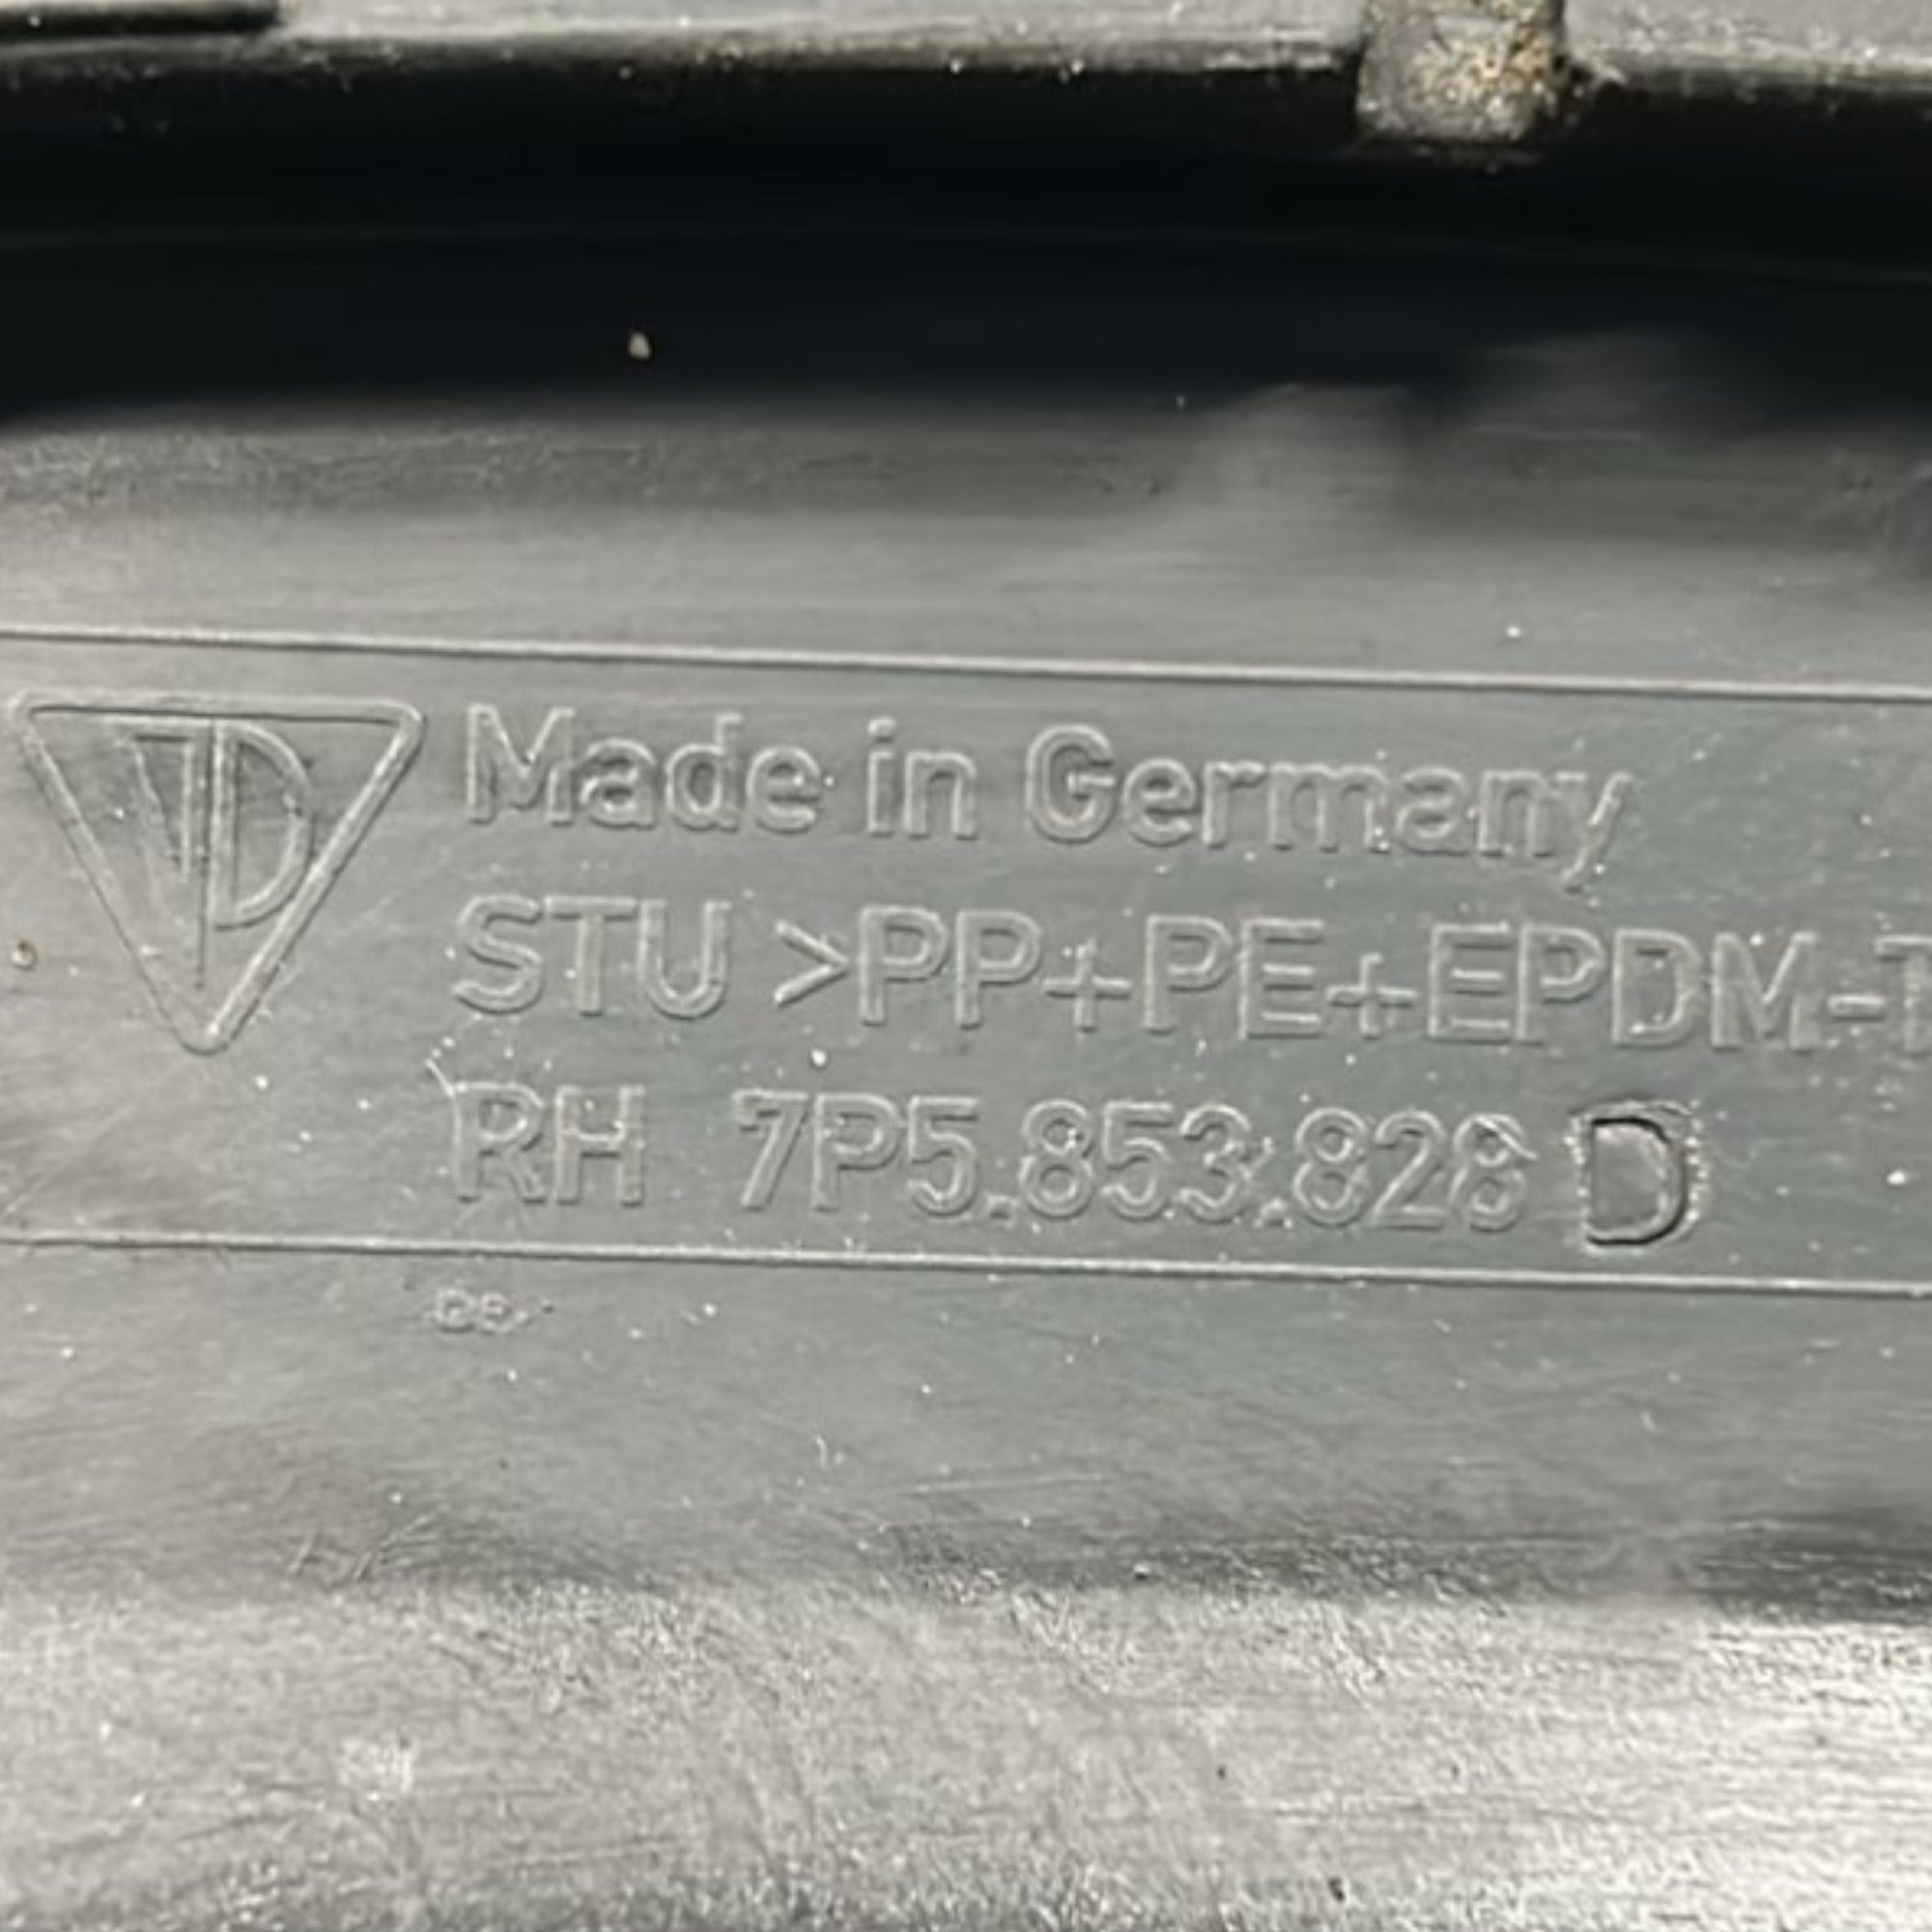 Made in Germany
STU >PP+PE+EPDM-T
RH 7P5.853.828 D